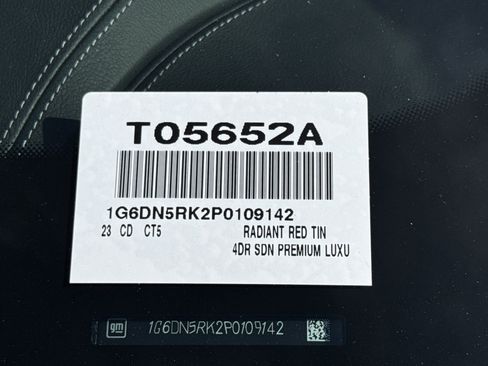 T05652A
1G6DN5RK2P0109142
23 CD CT5 RADIANT RED TIN
4DR SDN PREMIUM LUXU
gm 1G6DN5RK2P0109142